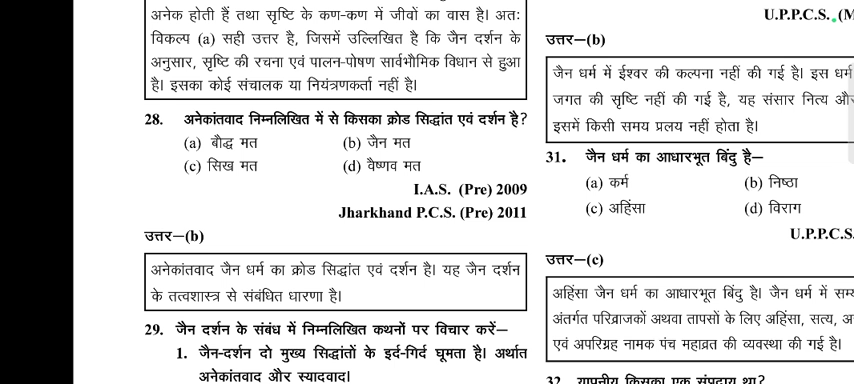 अनेक होती हैं तथा सृष्टि के कण-कण में जीवों का वास है। अतः
विकल्प (a) सही उत्तर है, जिसमें उल्लिखित है कि जैन दर्शन के
अनुसार, सृष्टि की रचना एवं पालन-पोषण सार्वभौमिक विधान से हुआ
है। इसका कोई संचालक या नियंत्रणकर्ता नहीं है।
28. अनेकांतवाद निम्नलिखित में से किसका क्रोड सिद्धांत एवं दर्शन है?
(a) बौद्ध मत (b) जैन मत
(c) सिख मत (d) वैष्णव मत
I.A.S. (Pre) 2009
Jharkhand P.C.S. (Pre) 2011
उत्तर—(b)
अनेकांतवाद जैन धर्म का क्रोड सिद्धांत एवं दर्शन है। यह जैन दर्शन
के तत्वशास्त्र से संबंधित धारणा है।
29. जैन दर्शन के संबंध में निम्नलिखित कथनों पर विचार करें—
1. जैन-दर्शन दो मुख्य सिद्धांतों के इर्द-गिर्द घूमता है। अर्थात
अनेकांतवाद और स्यादवाद।
U.P.P.C.S. (M
उत्तर—(b)
जैन धर्म में ईश्वर की कल्पना नहीं की गई है। इस धर्म
जगत की सृष्टि नहीं की गई है, यह संसार नित्य और
इसमें किसी समय प्रलय नहीं होता है।
31. जैन धर्म का आधारभूत बिंदु है—
(a) कर्म (b) निष्ठा
(c) अहिंसा (d) विराग
U.P.P.C.S.
उत्तर—(c)
अहिंसा जैन धर्म का आधारभूत बिंदु है। जैन धर्म में सम्य
अंतर्गत परिव्राजकों अथवा तापसों के लिए अहिंसा, सत्य, अ
एवं अपरिग्रह नामक पंच महाव्रत की व्यवस्था की गई है।
32. यापनीय किसका एक संप्रदाय था?